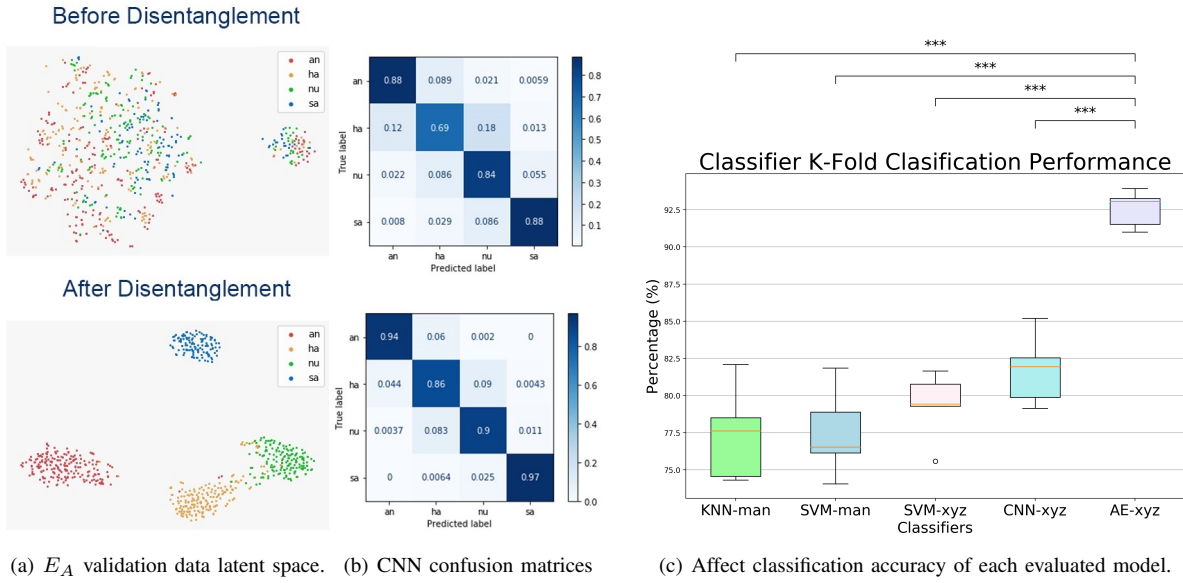 Before Disentanglement
an
ha
nu
sa
an
ha
nu
sa
True label
0.88 0.089 0.021 0.0059
0.12 0.69 0.18 0.013
0.022 0.086 0.84 0.055
0.008 0.029 0.086 0.88
an ha nu sa
Predicted label
0.8
0.7
0.6
0.5
0.4
0.3
0.2
0.1
After Disentanglement
an
ha
nu
sa
an
ha
nu
sa
True label
0.94 0.06 0.002 0
0.044 0.86 0.09 0.0043
0.0037 0.083 0.9 0.011
0 0.0064 0.025 0.97
an ha nu sa
Predicted label
0.8
0.6
0.4
0.2
0.0
***
***
***
***
Classifier K-Fold Clasification Performance
Percentage (%)
92.5
90.0
87.5
85.0
82.5
80.0
77.5
75.0
KNN-man SVM-man SVM-xyz CNN-xyz AE-xyz
Classifiers
(a) E_A validation data latent space. (b) CNN confusion matrices (c) Affect classification accuracy of each evaluated model.